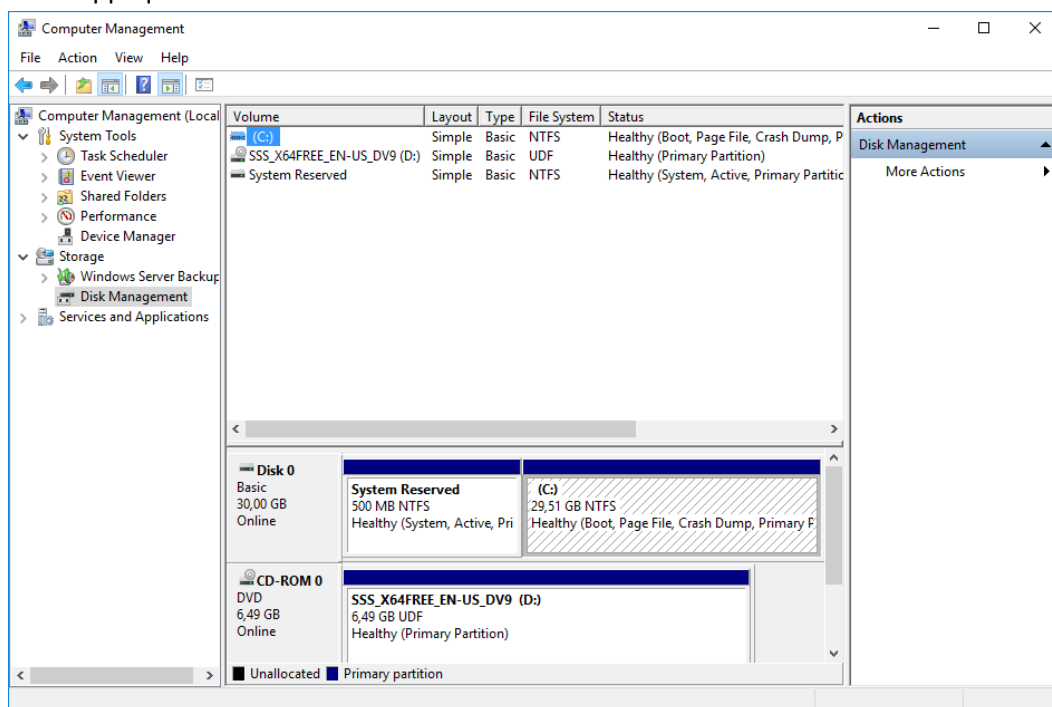 Computer Management
File Action View Help
Computer Management (Local
System Tools
Task Scheduler
Event Viewer
Shared Folders
Performance
Device Manager
Storage
Windows Server Backup
Disk Management
Services and Applications
Volume Layout Type File System Status
(C:) Simple Basic NTFS Healthy (Boot, Page File, Crash Dump, P
SSS_X64FREE_EN-US_DV9 (D:) Simple Basic UDF Healthy (Primary Partition)
System Reserved Simple Basic NTFS Healthy (System, Active, Primary Partitic
Disk 0
Basic
30,00 GB
Online
System Reserved
500 MB NTFS
Healthy (System, Active, Pri
(C:)
29,51 GB NTFS
Healthy (Boot, Page File, Crash Dump, Primary P
CD-ROM 0
DVD
6,49 GB
Online
SSS_X64FREE_EN-US_DV9 (D:)
6,49 GB UDF
Healthy (Primary Partition)
Unallocated Primary partition
Actions
Disk Management
More Actions